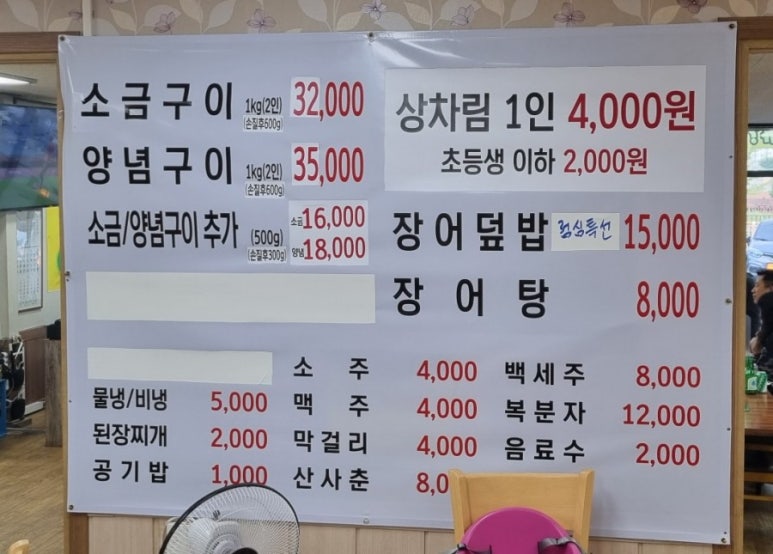 소금구이 1kg(2인) (손질후600g) 32,000
양념구이 1kg(2인) (손질후600g) 35,000
소금/양념구이 추가 (500g) (손질후300g) 소금 16,000
양념 18,000
상차림 1인 4,000원
초등생 이하 2,000원
장어덮밥 점심특선 15,000
장어탕 8,000
물냉/비냉 5,000
된장찌개 2,000
공기밥 1,000
소주 4,000
맥주 4,000
막걸리 4,000
산사춘 8,0
백세주 8,000
복분자 12,000
음료수 2,000